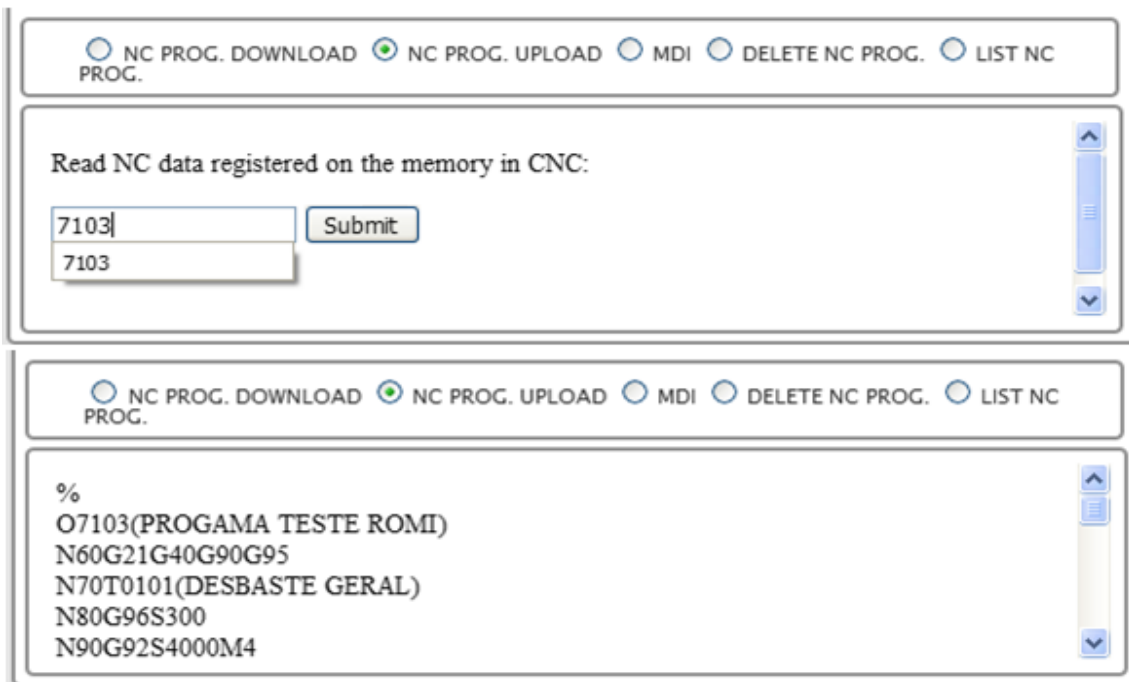 NC PROG. DOWNLOAD NC PROG. UPLOAD MDI DELETE NC PROG. LIST NC
PROG.
Read NC data registered on the memory in CNC:
7103 Submit
7103
NC PROG. DOWNLOAD NC PROG. UPLOAD MDI DELETE NC PROG. LIST NC
PROG.
%
O7103(PROGAMA TESTE ROMI)
N60G21G40G90G95
N70T0101(DESBASTE GERAL)
N80G96S300
N90G92S4000M4